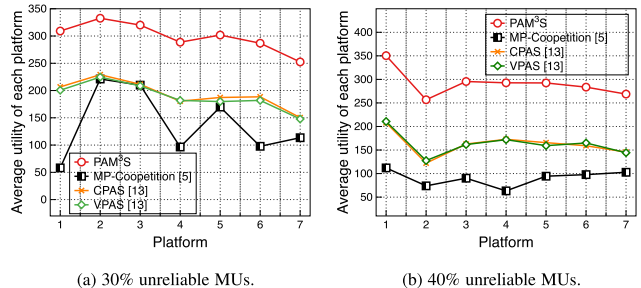 350
300
250
200
150
100
50
0
Average utility of each platform
PAM³S
MP-Coopetition [5]
CPAS [13]
VPAS [13]
1 2 3 4 5 6 7
Platform
(a) 30% unreliable MUs.
400
350
300
250
200
150
100
50
Average utility of each platform
PAM³S
MP-Coopetition [5]
CPAS [13]
VPAS [13]
1 2 3 4 5 6 7
Platform
(b) 40% unreliable MUs.